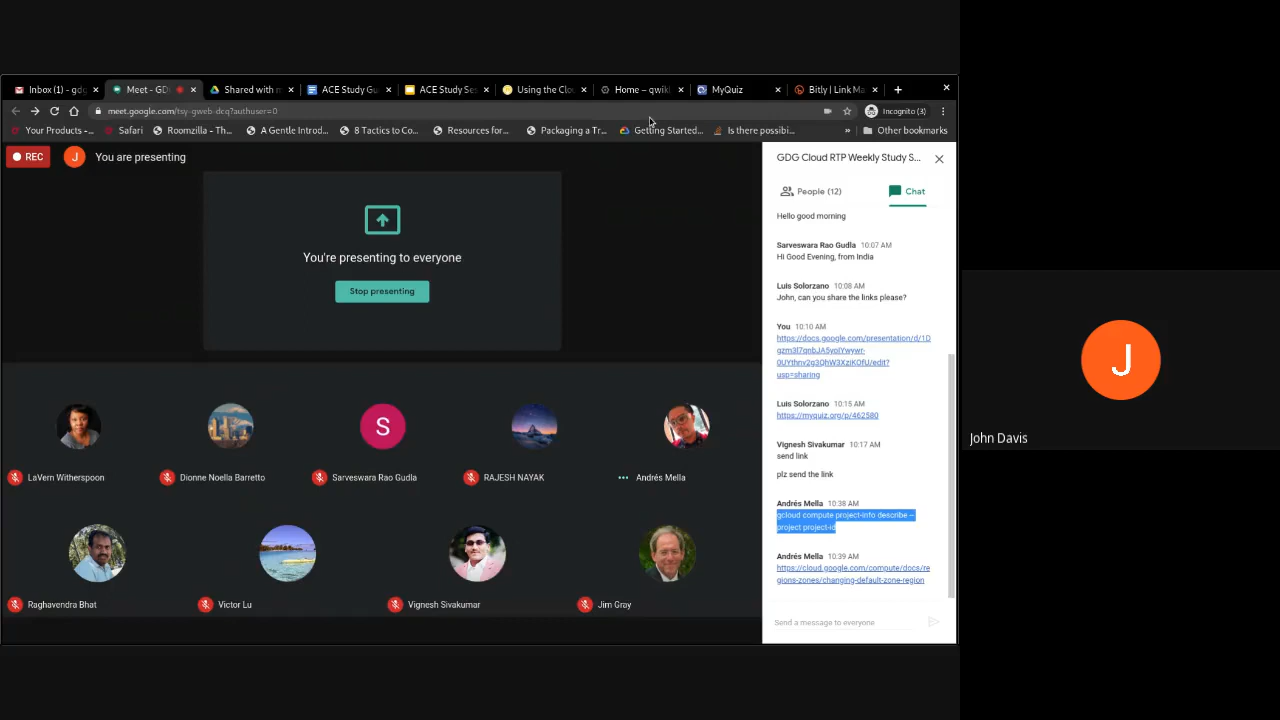 Inbox (1) - gdg
Meet - GD
Shared with m
ACE Study Gu
ACE Study Ses
Using the Clo
Home – qwikl
MyQuiz
Bitly | Link Ma
meet.google.com/tsy-gweb-dcq?authuser=0
Incognito (3)
Your Products -...
Safari
Roomzilla - Th...
A Gentle Introd...
8 Tactics to Co...
Resources for...
Packaging a Tr...
Getting Started...
Is there possibi...
»
Other bookmarks
REC
J
You are presenting
You're presenting to everyone
Stop presenting
LaVern Witherspoon
Dionne Noella Barretto
S
Sarveswara Rao Gudla
RAJESH NAYAK
Andrés Mella
Raghavendra Bhat
Victor Lu
Vignesh Sivakumar
Jim Gray
GDG Cloud RTP Weekly Study S...
People (12)
Chat
Hello good morning
Sarveswara Rao Gudla 10:07 AM
Hi Good Evening, from India
Luis Solorzano 10:08 AM
John, can you share the links please?
You 10:10 AM
https://docs.google.com/presentation/d/1D
usp=sharing
Luis Solorzano 10:15 AM
https://myquiz.org/p/462580
Vignesh Sivakumar 10:17 AM
send link
plz send the link
Andrés Mella 10:38 AM
gcloud compute project-info describe --
project project-id
Andrés Mella 10:39 AM
https://cloud.google.com/compute/docs/re
gions-zones/changing-default-zone-region
Send a message to everyone
J
John Davis